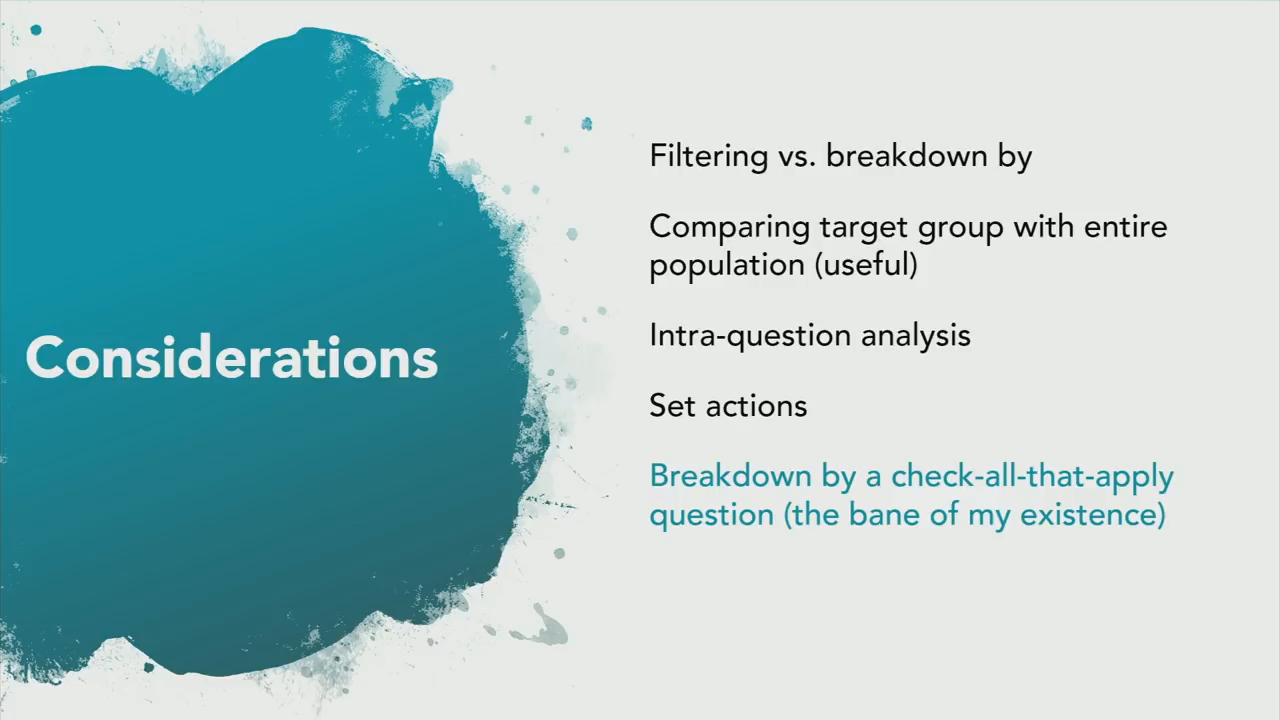 Considerations
Filtering vs. breakdown by
Comparing target group with entire
population (useful)
Intra-question analysis
Set actions
Breakdown by a check-all-that-apply
question (the bane of my existence)